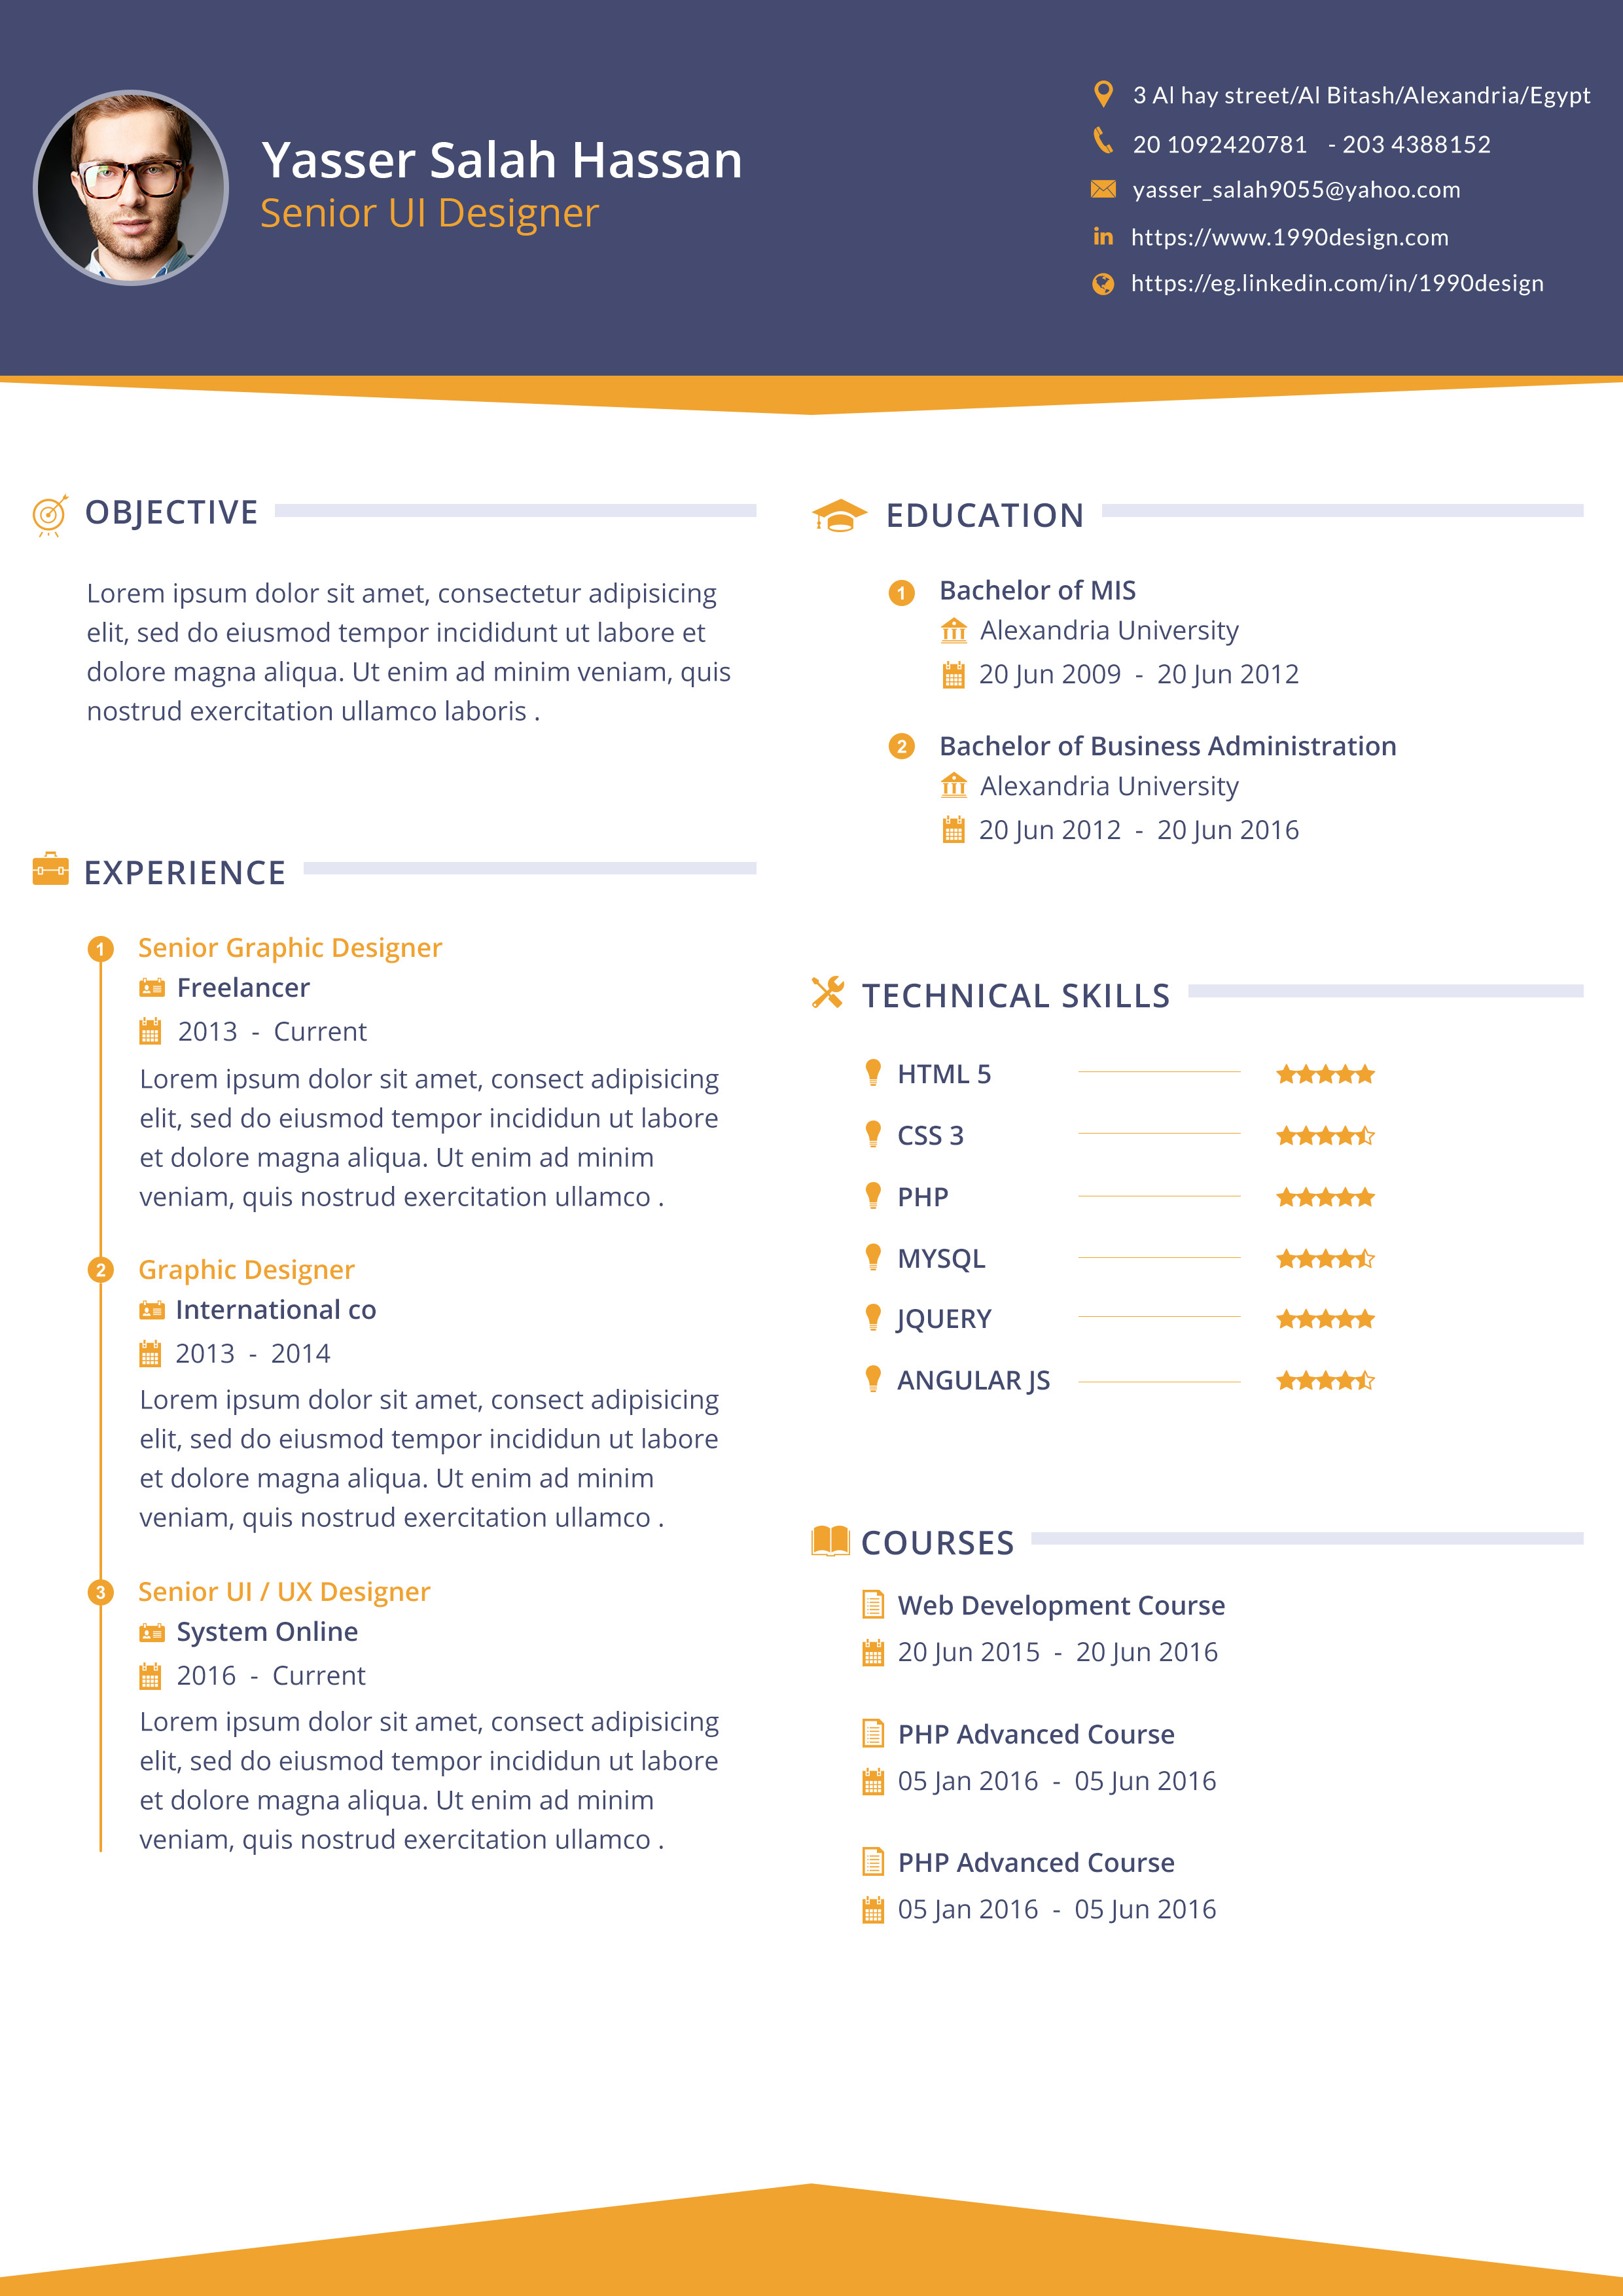 Yasser Salah Hassan
Senior UI Designer
3 Al hay street/Al Bitash/Alexandria/Egypt
20 1092420781 - 203 4388152
yasser_salah9055@yahoo.com
in https://www.1990design.com
https://eg.linkedin.com/in/1990design
OBJECTIVE
Lorem ipsum dolor sit amet, consectetur adipisicing
elit, sed do eiusmod tempor incididunt ut labore et
dolore magna aliqua. Ut enim ad minim veniam, quis
nostrud exercitation ullamco laboris .
EXPERIENCE
1 Senior Graphic Designer
Freelancer
2013 - Current
Lorem ipsum dolor sit amet, consect adipisicing
elit, sed do eiusmod tempor incididun ut labore
et dolore magna aliqua. Ut enim ad minim
veniam, quis nostrud exercitation ullamco .
2 Graphic Designer
International co
2013 - 2014
Lorem ipsum dolor sit amet, consect adipisicing
elit, sed do eiusmod tempor incididun ut labore
et dolore magna aliqua. Ut enim ad minim
veniam, quis nostrud exercitation ullamco .
3 Senior UI / UX Designer
System Online
2016 - Current
Lorem ipsum dolor sit amet, consect adipisicing
elit, sed do eiusmod tempor incididun ut labore
et dolore magna aliqua. Ut enim ad minim
veniam, quis nostrud exercitation ullamco .
EDUCATION
1 Bachelor of MIS
Alexandria University
20 Jun 2009 - 20 Jun 2012
2 Bachelor of Business Administration
Alexandria University
20 Jun 2012 - 20 Jun 2016
TECHNICAL SKILLS
HTML 5
CSS 3
PHP
MYSQL
JQUERY
ANGULAR JS
COURSES
Web Development Course
20 Jun 2015 - 20 Jun 2016
PHP Advanced Course
05 Jan 2016 - 05 Jun 2016
PHP Advanced Course
05 Jan 2016 - 05 Jun 2016